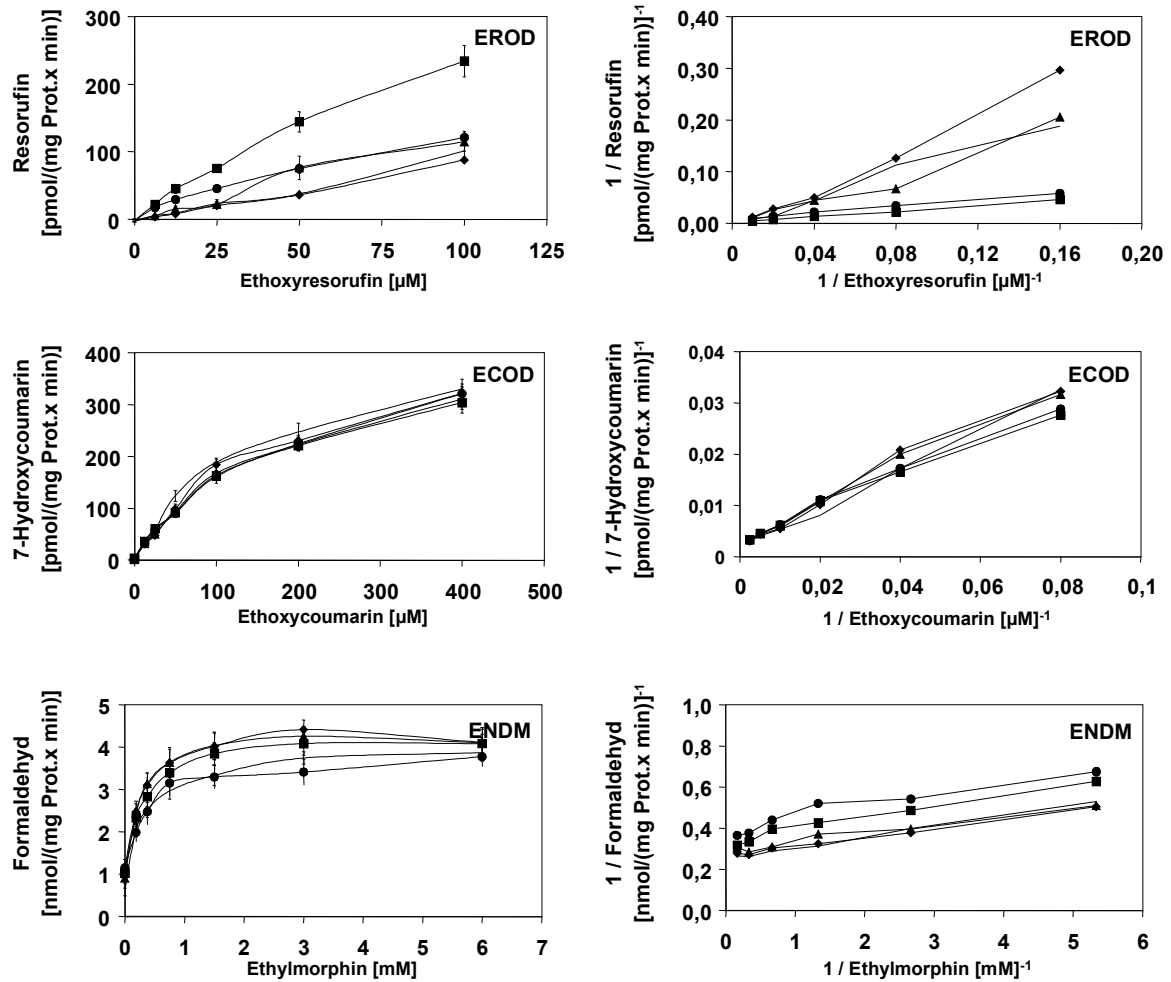 Resorufin
[pmol/(mg Prot.x min)]
300
200
100
0
EROD
0 25 50 75 100 125
Ethoxyresorufin [µM]
1 / Resorufin
[pmol/(mg Prot.x min)]-1
0,40
0,30
0,20
0,10
0,00
EROD
0,04 0,08 0,12 0,16 0,20
1 / Ethoxyresorufin [µM]-1
7-Hydroxycoumarin
[pmol/(mg Prot.x min)]
400
300
200
100
0
ECOD
0 100 200 300 400 500
Ethoxycoumarin [µM]
1 / 7-Hydroxycoumarin
[pmol/(mg Prot.x min)]-1
0,04
0,03
0,02
0,01
0
ECOD
0 0,02 0,04 0,06 0,08 0,1
1 / Ethoxycoumarin [µM]-1
Formaldehyd
[nmol/(mg Prot.x min)]
5
4
3
2
1
0
ENDM
0 1 2 3 4 5 6 7
Ethylmorphin [mM]
1 / Formaldehyd
[nmol/(mg Prot.x min)]-1
1,0
0,8
0,6
0,4
0,2
0,0
ENDM
0 1 2 3 4 5 6
1 / Ethylmorphin [mM]-1